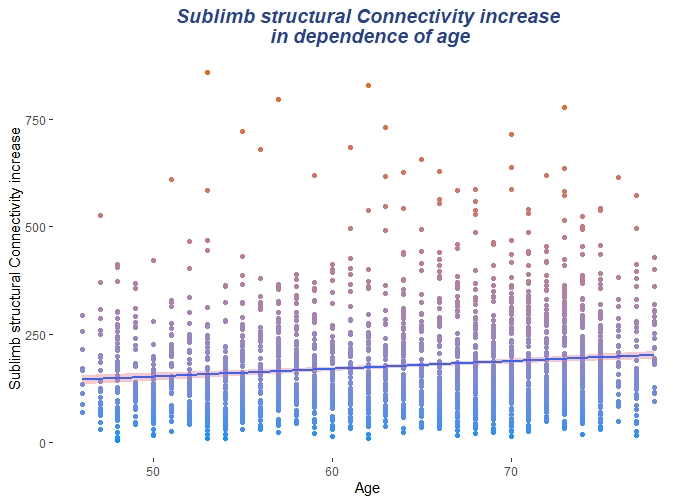 Sublimb structural Connectivity increase
in dependence of age
Sublimb structural Connectivity increase
750
500
250
0
50
60
70
Age